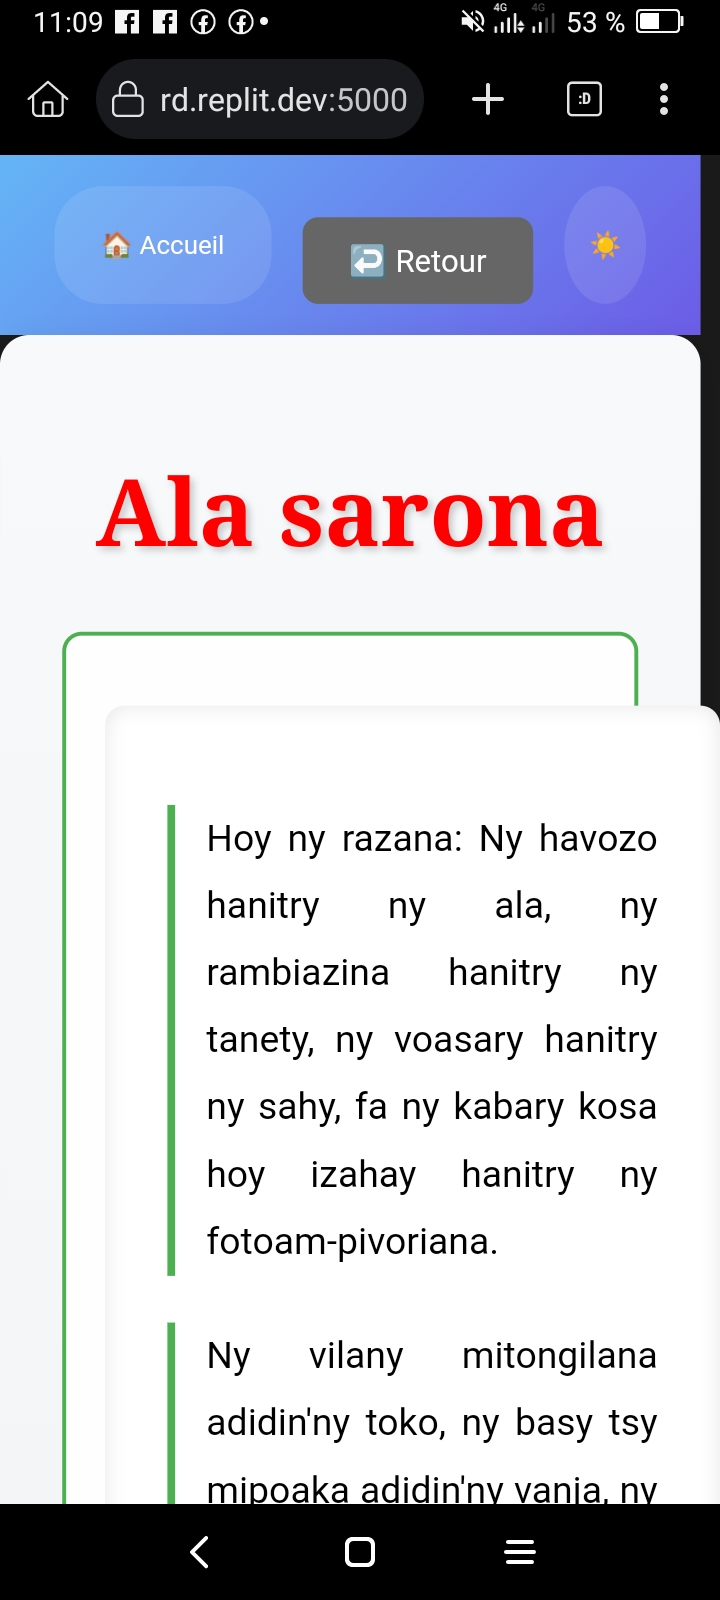 11:09
4G 4G
53 %
rd.replit.dev:5000
:D
Accueil
Retour
Ala sarona
Hoy ny razana: Ny havozo
hanitry ny ala, ny
rambiazina hanitry ny
tanety, ny voasary hanitry
ny sahy, fa ny kabary kosa
hoy izahay hanitry ny
fotoam-pivoriana.
Ny vilany mitongilana
adidin'ny toko, ny basy tsy
mipoaka adidin'ny vanja, ny